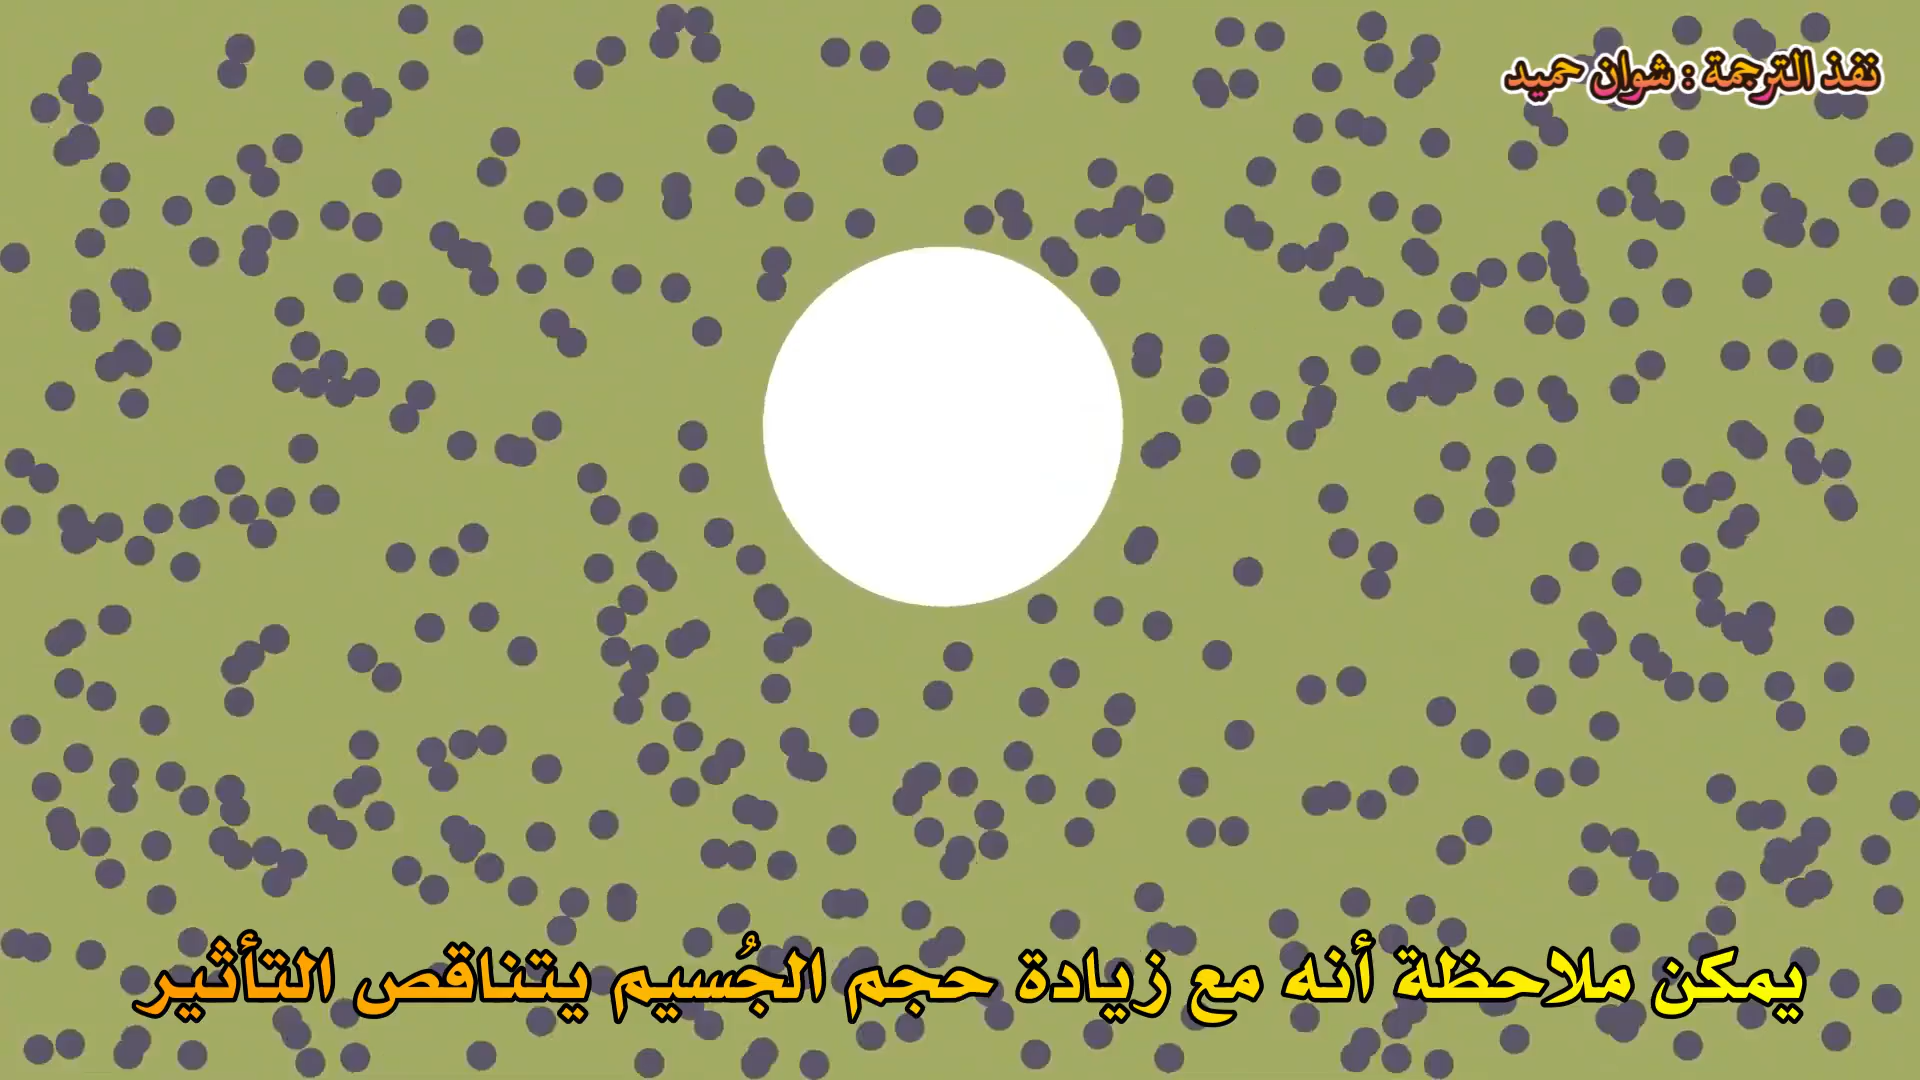 نفذ الترجمة : شوان حميد
يمكن ملاحظة أنه مع زيادة حجم الجُسيم يتناقص التأثير